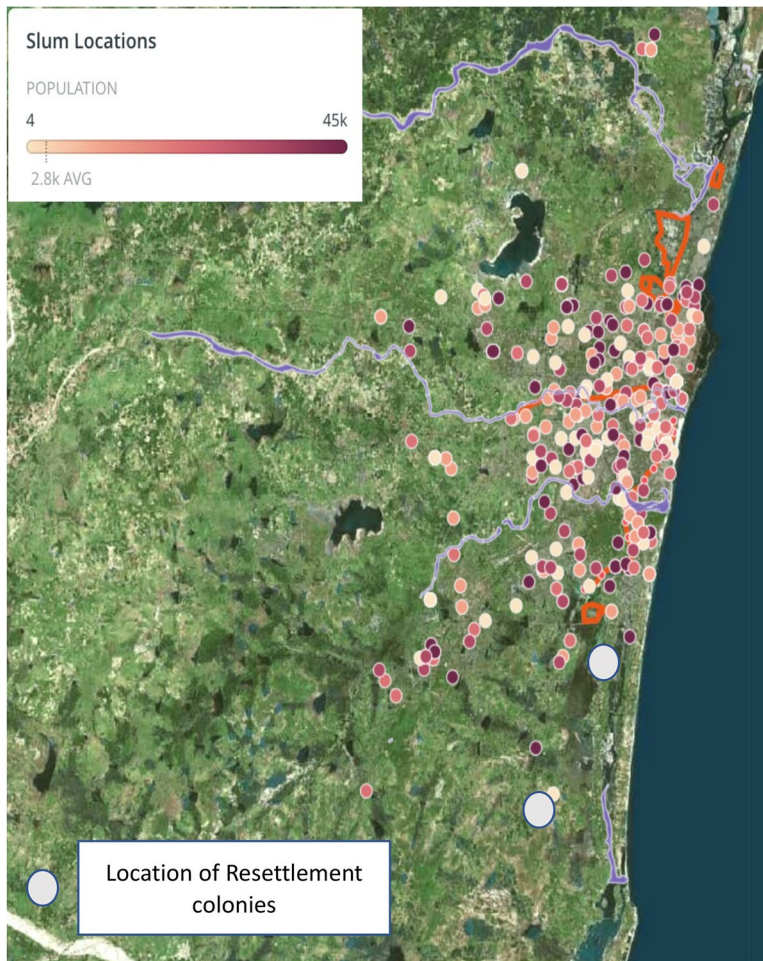 Slum Locations
POPULATION
4 45k
2.8k AVG
Location of Resettlement
colonies